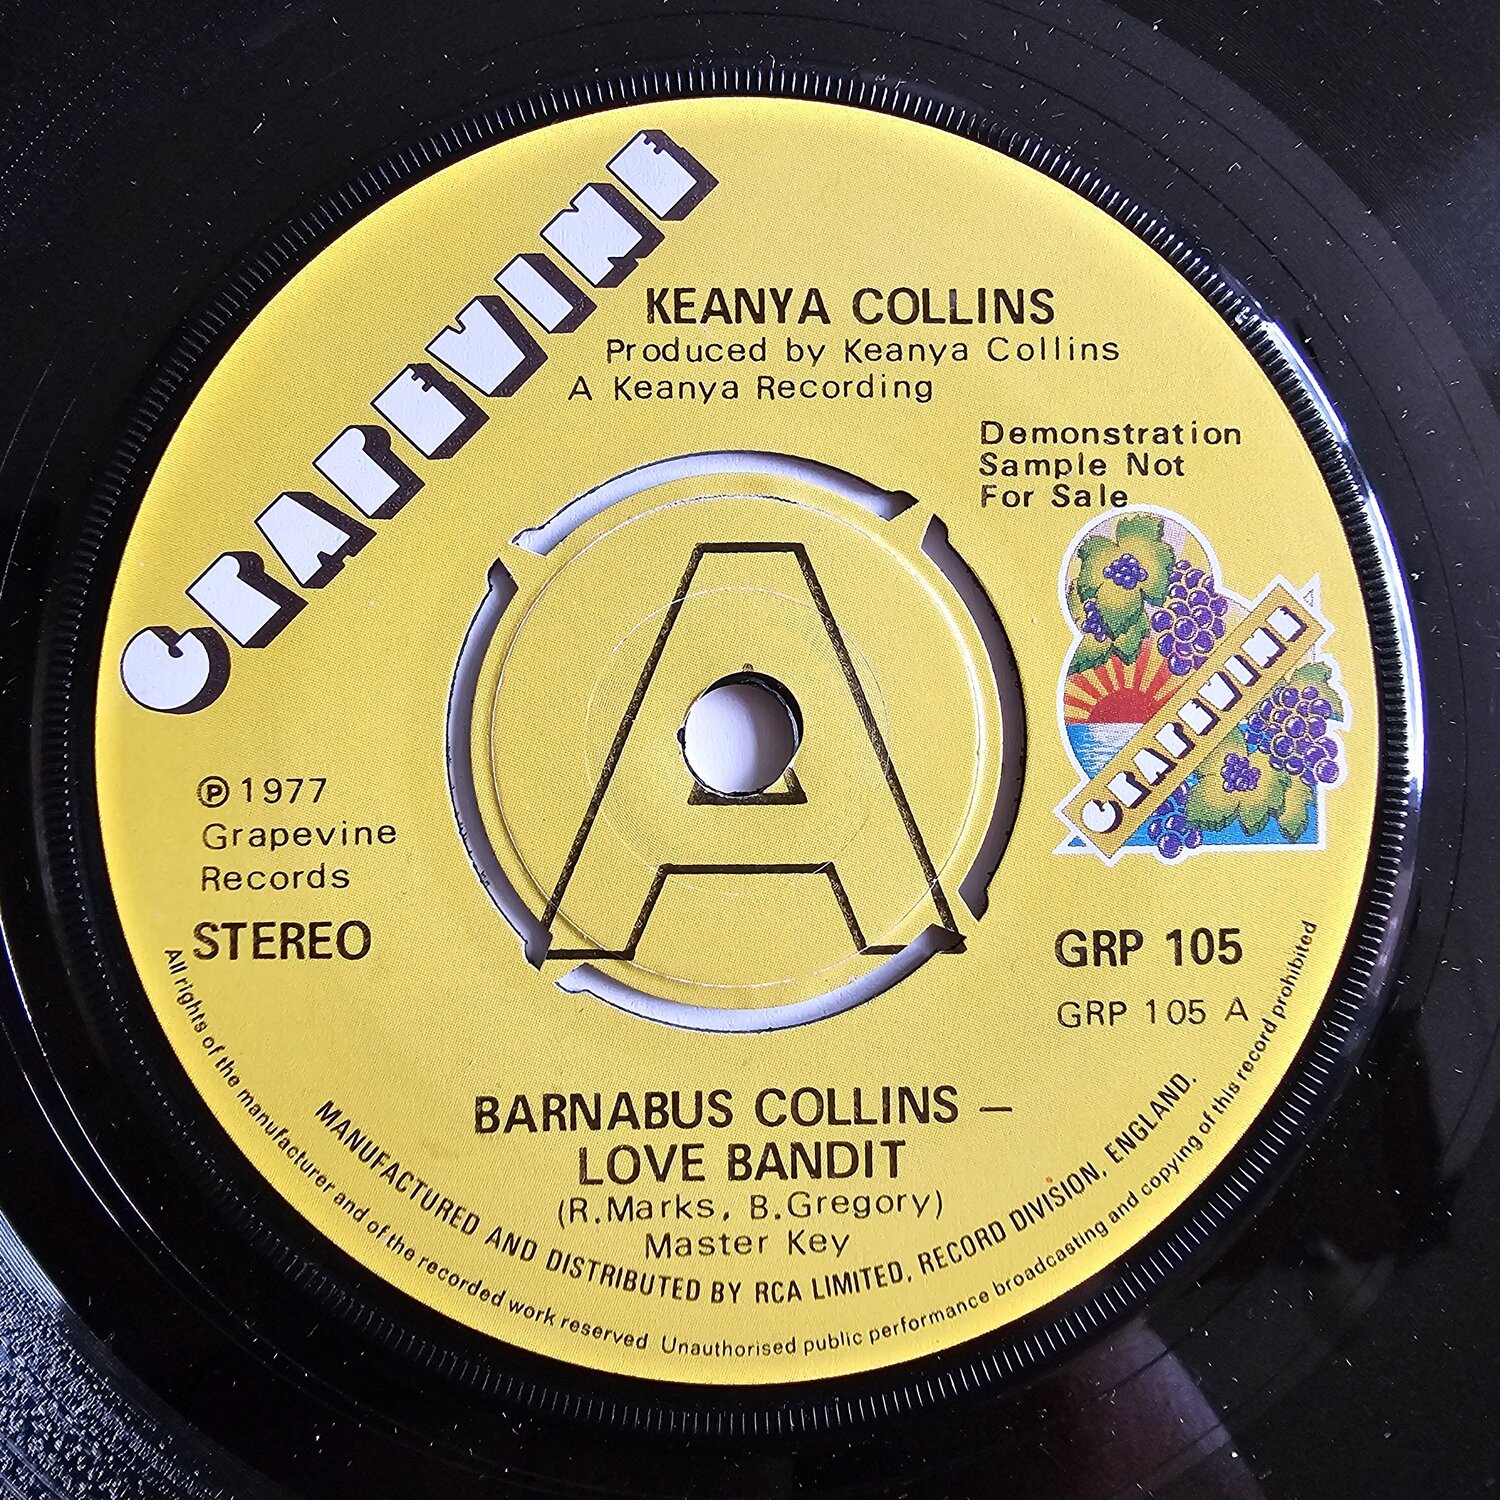 GRAPEVINE
KEANYA COLLINS
Produced by Keanya Collins
A Keanya Recording
Demonstration
Sample Not
For Sale
GRAPEVINE
A
℗ 1977
Grapevine
Records
STEREO
GRP 105
GRP 105 A
BARNABUS COLLINS –
LOVE BANDIT
(R.Marks, B.Gregory)
Master Key
MANUFACTURED AND DISTRIBUTED BY RCA LIMITED, RECORD DIVISION, ENGLAND.
All rights of the manufacturer and of the recorded work reserved Unauthorised public performance broadcasting and copying of this record prohibited